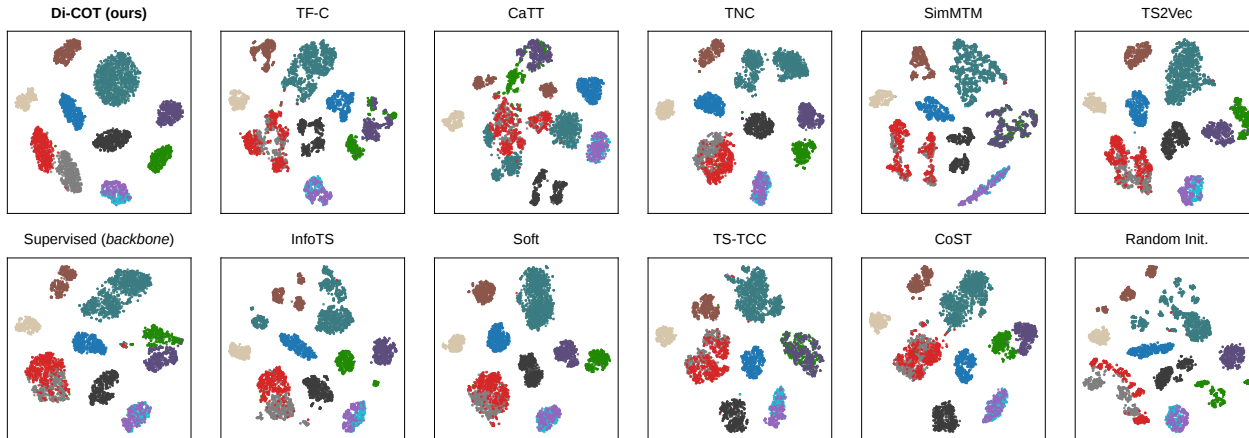 Di-COT (ours) TF-C CaTT TNC SimMTM TS2Vec
Supervised (backbone) InfoTS Soft TS-TCC CoST Random Init.